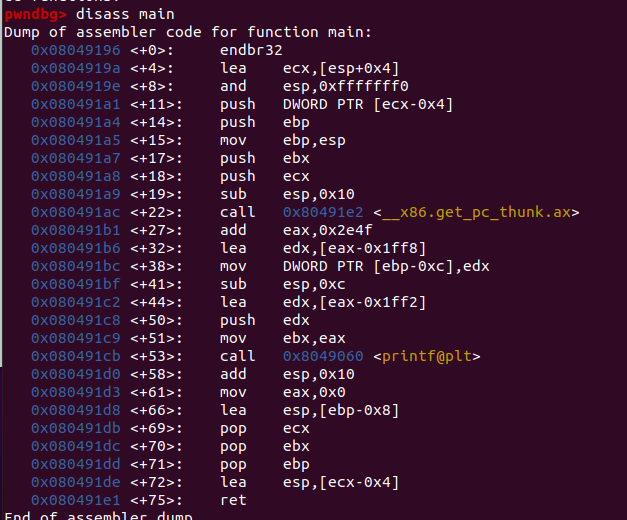 pwndbg> disass main
Dump of assembler code for function main:
0x08049196 <+0>: endbr32
0x0804919a <+4>: lea ecx,[esp+0x4]
0x0804919e <+8>: and esp,0xfffffff0
0x080491a1 <+11>: push DWORD PTR [ecx-0x4]
0x080491a4 <+14>: push ebp
0x080491a5 <+15>: mov ebp,esp
0x080491a7 <+17>: push ebx
0x080491a8 <+18>: push ecx
0x080491a9 <+19>: sub esp,0x10
0x080491ac <+22>: call 0x80491e2 <__x86.get_pc_thunk.ax>
0x080491b1 <+27>: add eax,0x2e4f
0x080491b6 <+32>: lea edx,[eax-0x1ff8]
0x080491bc <+38>: mov DWORD PTR [ebp-0xc],edx
0x080491bf <+41>: sub esp,0xc
0x080491c2 <+44>: lea edx,[eax-0x1ff2]
0x080491c8 <+50>: push edx
0x080491c9 <+51>: mov ebx,eax
0x080491cb <+53>: call 0x8049060 <printf@plt>
0x080491d0 <+58>: add esp,0x10
0x080491d3 <+61>: mov eax,0x0
0x080491d8 <+66>: lea esp,[ebp-0x8]
0x080491db <+69>: pop ecx
0x080491dc <+70>: pop ebx
0x080491dd <+71>: pop ebp
0x080491de <+72>: lea esp,[ecx-0x4]
0x080491e1 <+75>: ret
End of assembler dump